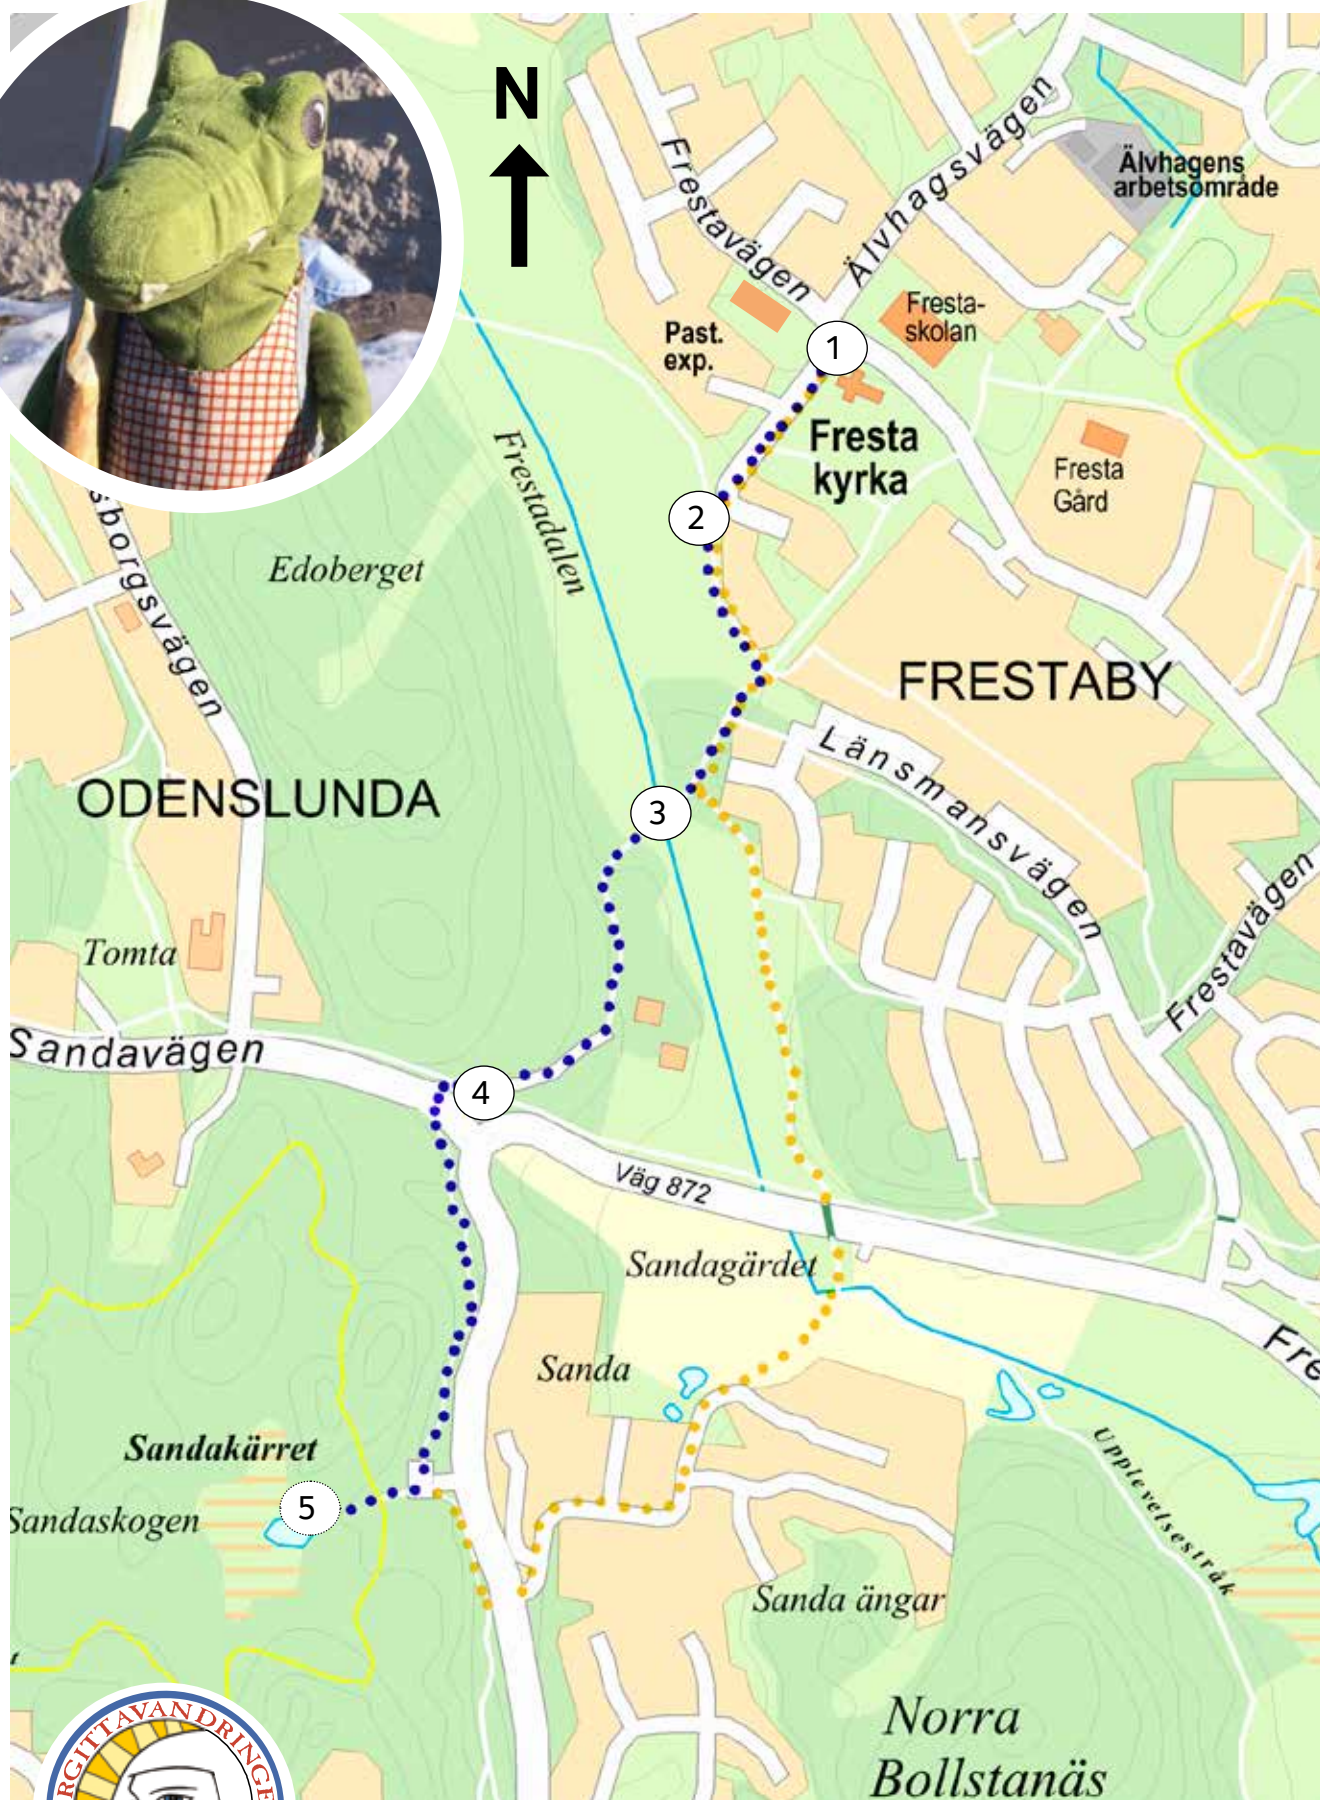 N
Frestavägen
Älvhagsvägen
Älvhagens
arbetsområde
Past.
exp.
Fresta-
skolan
1
Fresta
kyrka
Fresta
Gård
2
Frestadalen
sborgsvägen
Edoberget
FRESTABY
Länsmansvägen
ODENSLUNDA
3
Frestavägen
Tomta
Sandavägen
4
Väg 872
Sandagärdet
Sanda
Fre
Sandakärret
5
Sandaskogen
Upplevelsestråk
Sanda ängar
Norra
Bollstanäs
RGITTAVANDRINGE